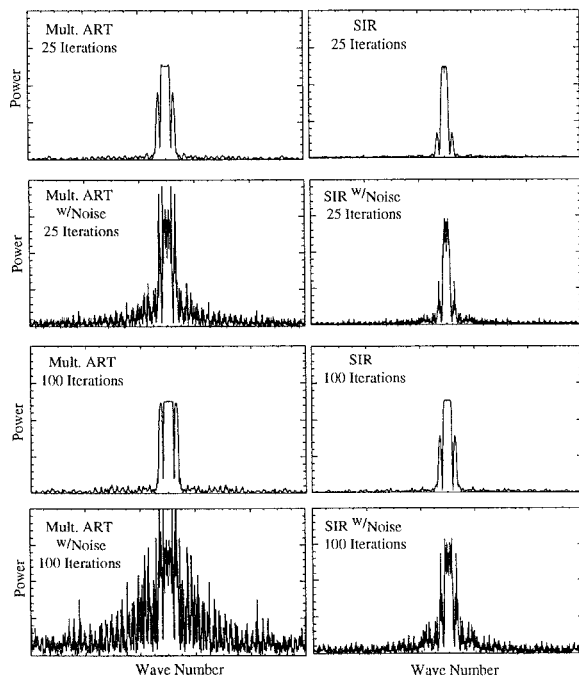 Mult. ART
25 Iterations
SIR
25 Iterations
Power
Mult. ART
w/Noise
25 Iterations
SIR w/Noise
25 Iterations
Power
Mult. ART
100 Iterations
SIR
100 Iterations
Power
Mult. ART
w/Noise
100 Iterations
SIR w/Noise
100 Iterations
Power
Wave Number
Wave Number